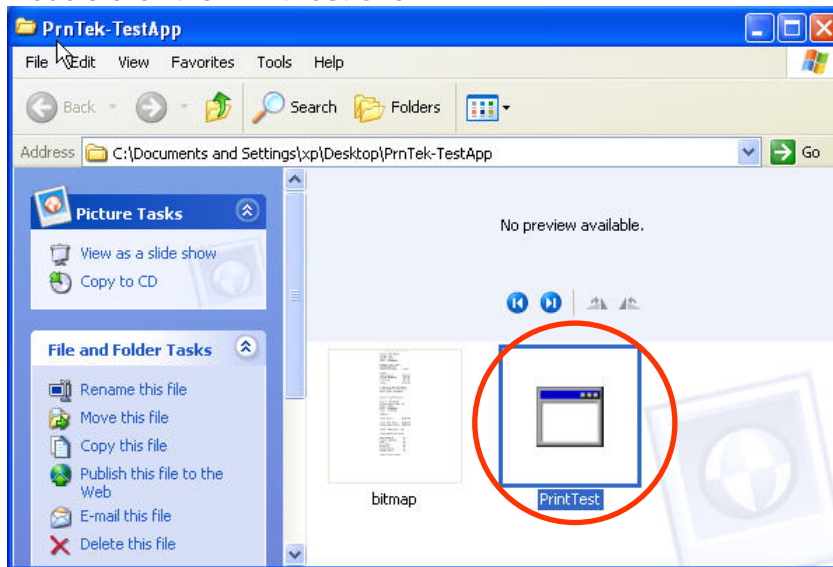 PrnTek-TestApp
File Edit View Favorites Tools Help
Back Search Folders
Address C:\Documents and Settings\xp\Desktop\PrnTek-TestApp Go
Picture Tasks
View as a slide show
Copy to CD
No preview available.
File and Folder Tasks
Rename this file
Move this file
Copy this file
Publish this file to the
Web
E-mail this file
Delete this file
bitmap PrintTest